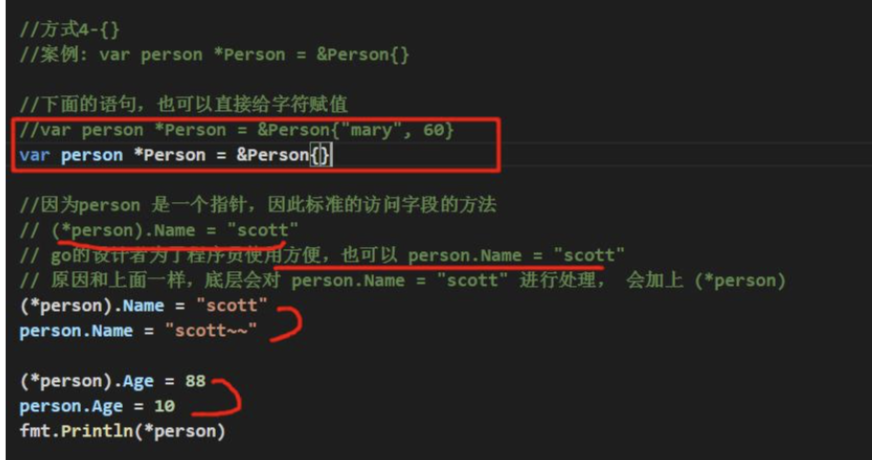 //方式4-{}
//案例: var person *Person = &Person{}
//下面的语句，也可以直接给字符赋值
//var person *Person = &Person{"mary", 60}
var person *Person = &Person{}
//因为person 是一个指针，因此标准的访问字段的方法
// (*person).Name = "scott"
// go的设计者为了程序员使用方便，也可以 person.Name = "scott"
// 原因和上面一样，底层会对 person.Name = "scott" 进行处理， 会加上 (*person)
(*person).Name = "scott"
person.Name = "scott~~"
(*person).Age = 88
person.Age = 10
fmt.Println(*person)